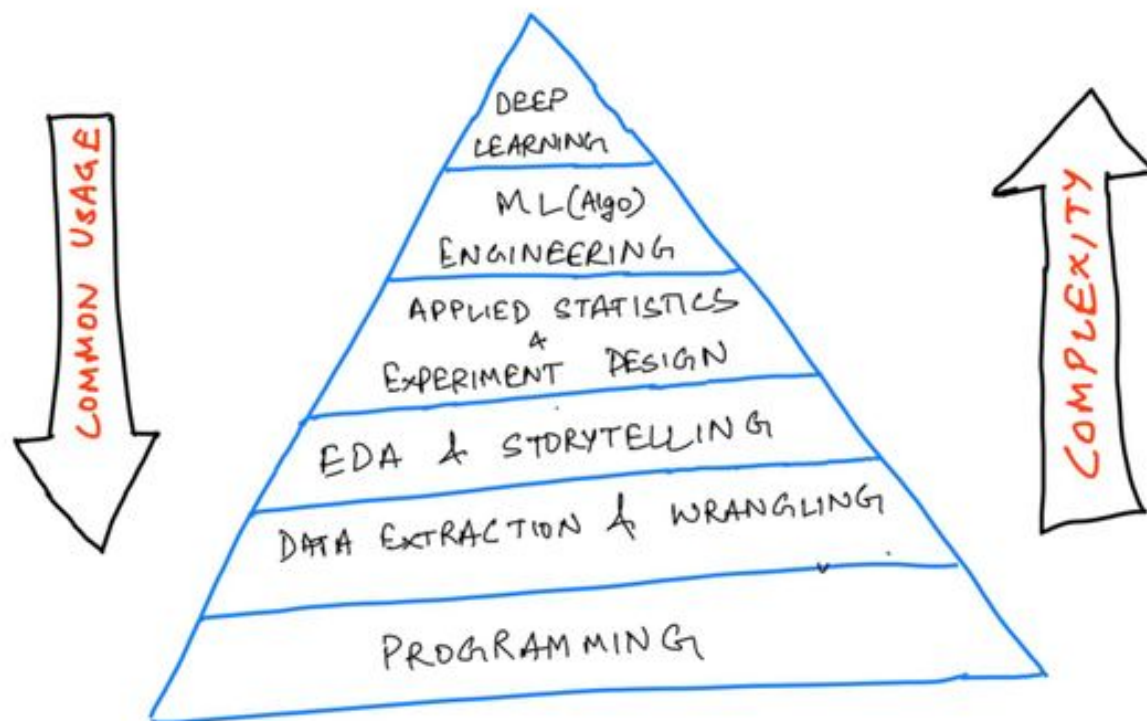 DEEP
LEARNING
ML(Algo)
ENGINEERING
APPLIED STATISTICS
&
EXPERIMENT DESIGN
EDA & STORYTELLING
DATA EXTRACTION & WRANGLING
PROGRAMMING
COMMON USAGE
COMPLEXITY